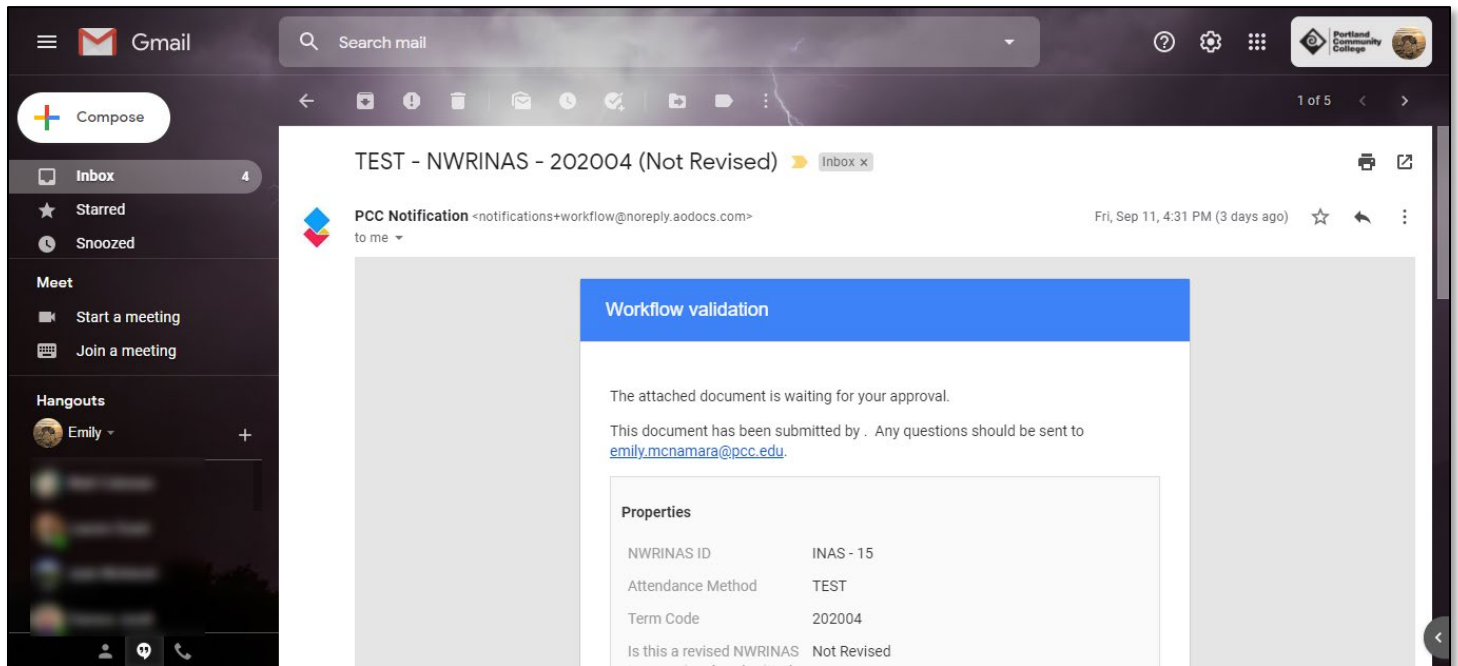 Gmail
Search mail
Portland
Community
College
Compose
1 of 5
TEST - NWRINAS - 202004 (Not Revised) Inbox x
Inbox 4
Starred
PCC Notification <notifications+workflow@noreply.aodocs.com> Fri, Sep 11, 4:31 PM (3 days ago)
to me
Snoozed
Meet
Start a meeting
Join a meeting
Hangouts
Emily
Workflow validation
The attached document is waiting for your approval.
This document has been submitted by . Any questions should be sent to
emily.mcnamara@pcc.edu.
Properties
NWRINAS ID INAS - 15
Attendance Method TEST
Term Code 202004
Is this a revised NWRINAS Not Revised